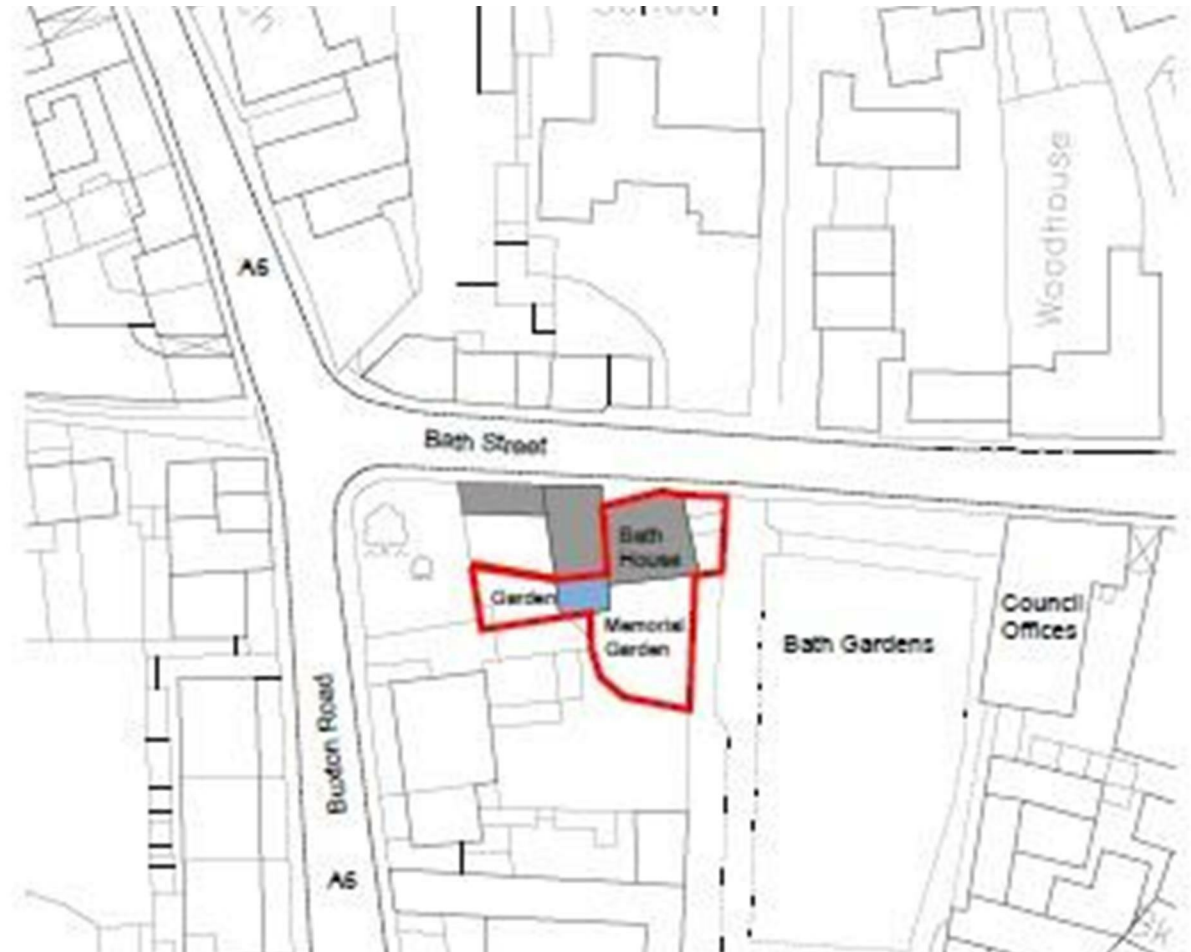 Woodhouse
A6
Bath Street
Bath
House
Garden
Memorial
Garden
Bath Gardens
Council
Offices
Buxton Road
A6